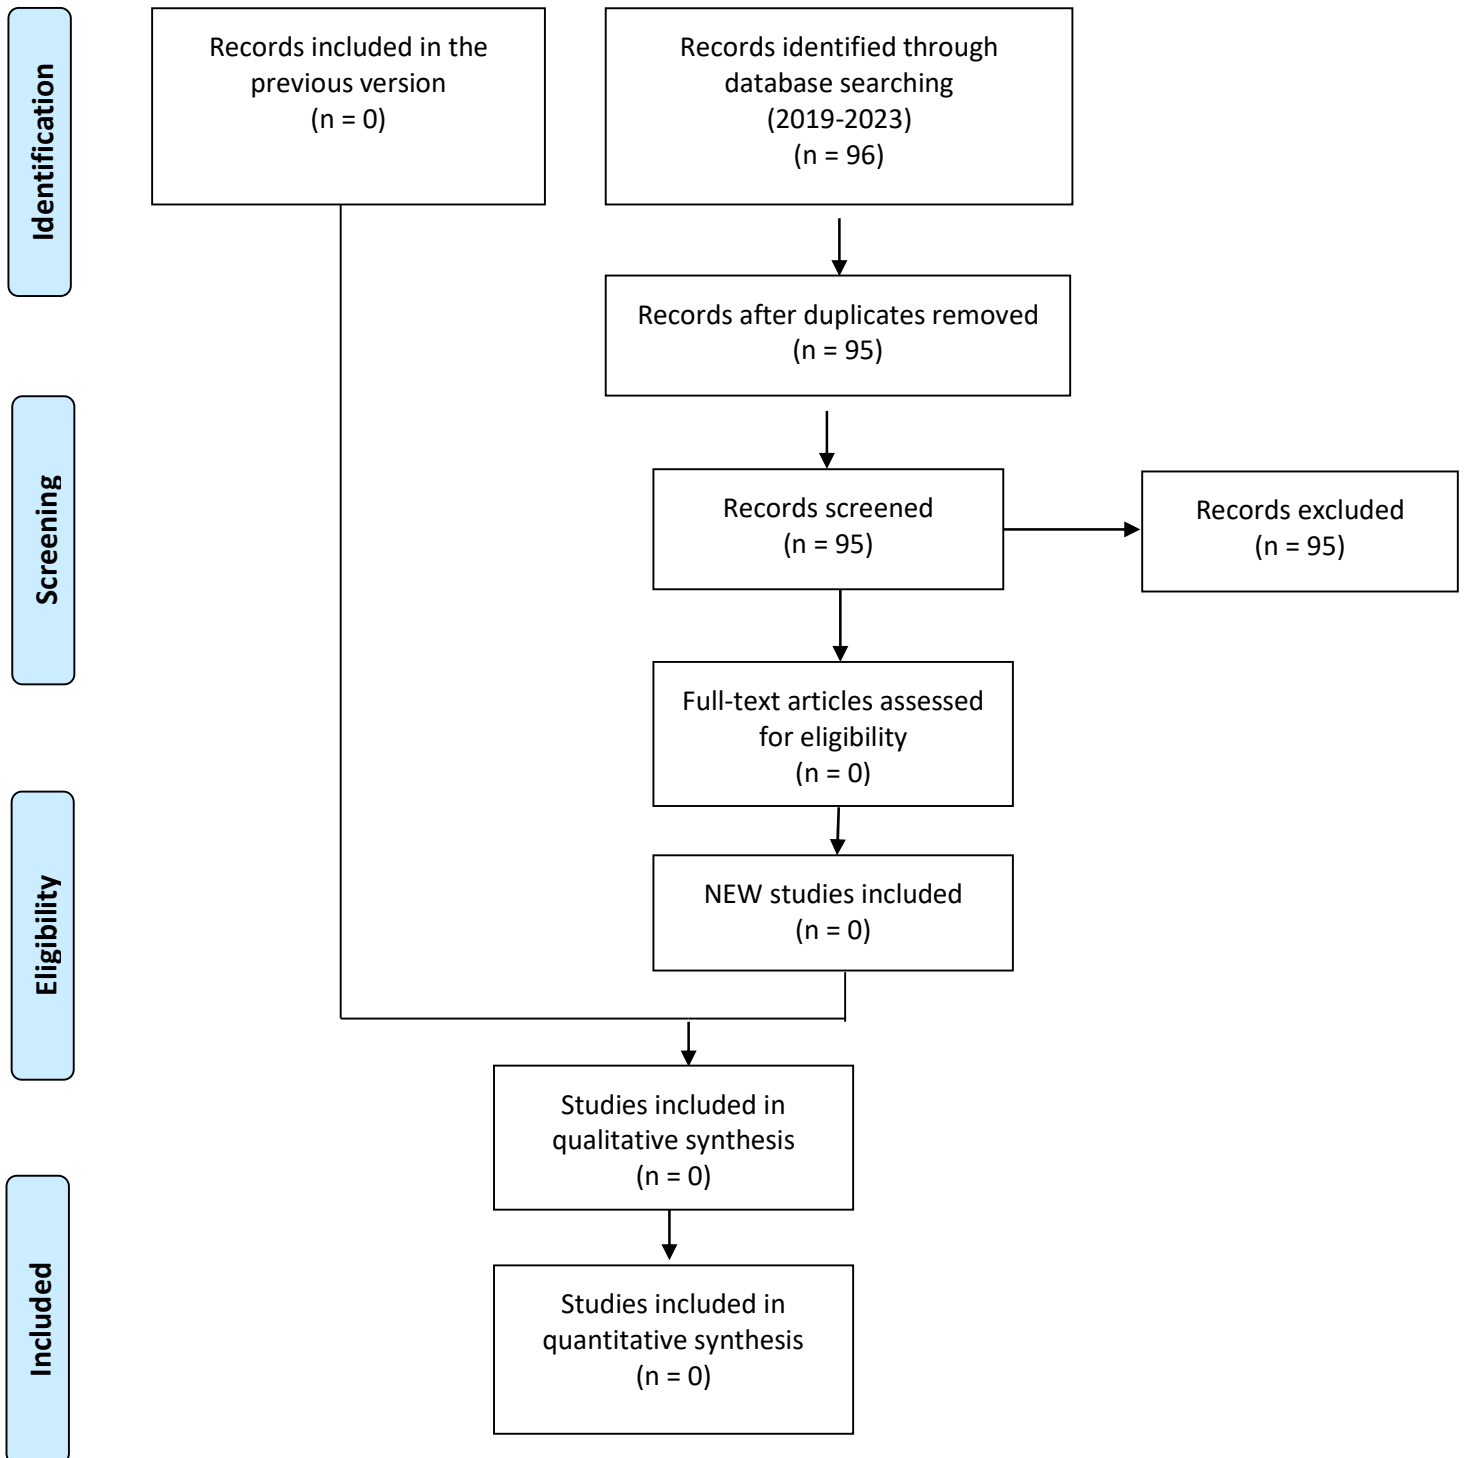 Identification
Records included in the
previous version
(n = 0)
Records identified through
database searching
(2019-2023)
(n = 96)
Records after duplicates removed
(n = 95)
Screening
Records screened
(n = 95)
Records excluded
(n = 95)
Full-text articles assessed
for eligibility
(n = 0)
Eligibility
NEW studies included
(n = 0)
Studies included in
qualitative synthesis
(n = 0)
Included
Studies included in
quantitative synthesis
(n = 0)